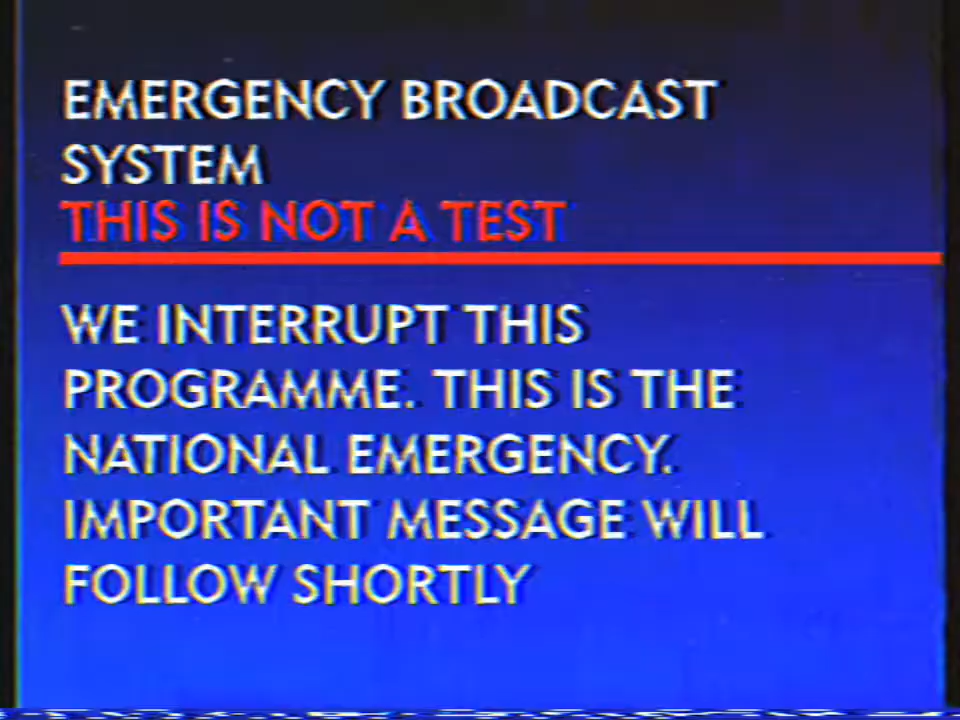 EMERGENCY BROADCAST
SYSTEM
THIS IS NOT A TEST
WE INTERRUPT THIS
PROGRAMME. THIS IS THE
NATIONAL EMERGENCY.
IMPORTANT MESSAGE WILL
FOLLOW SHORTLY